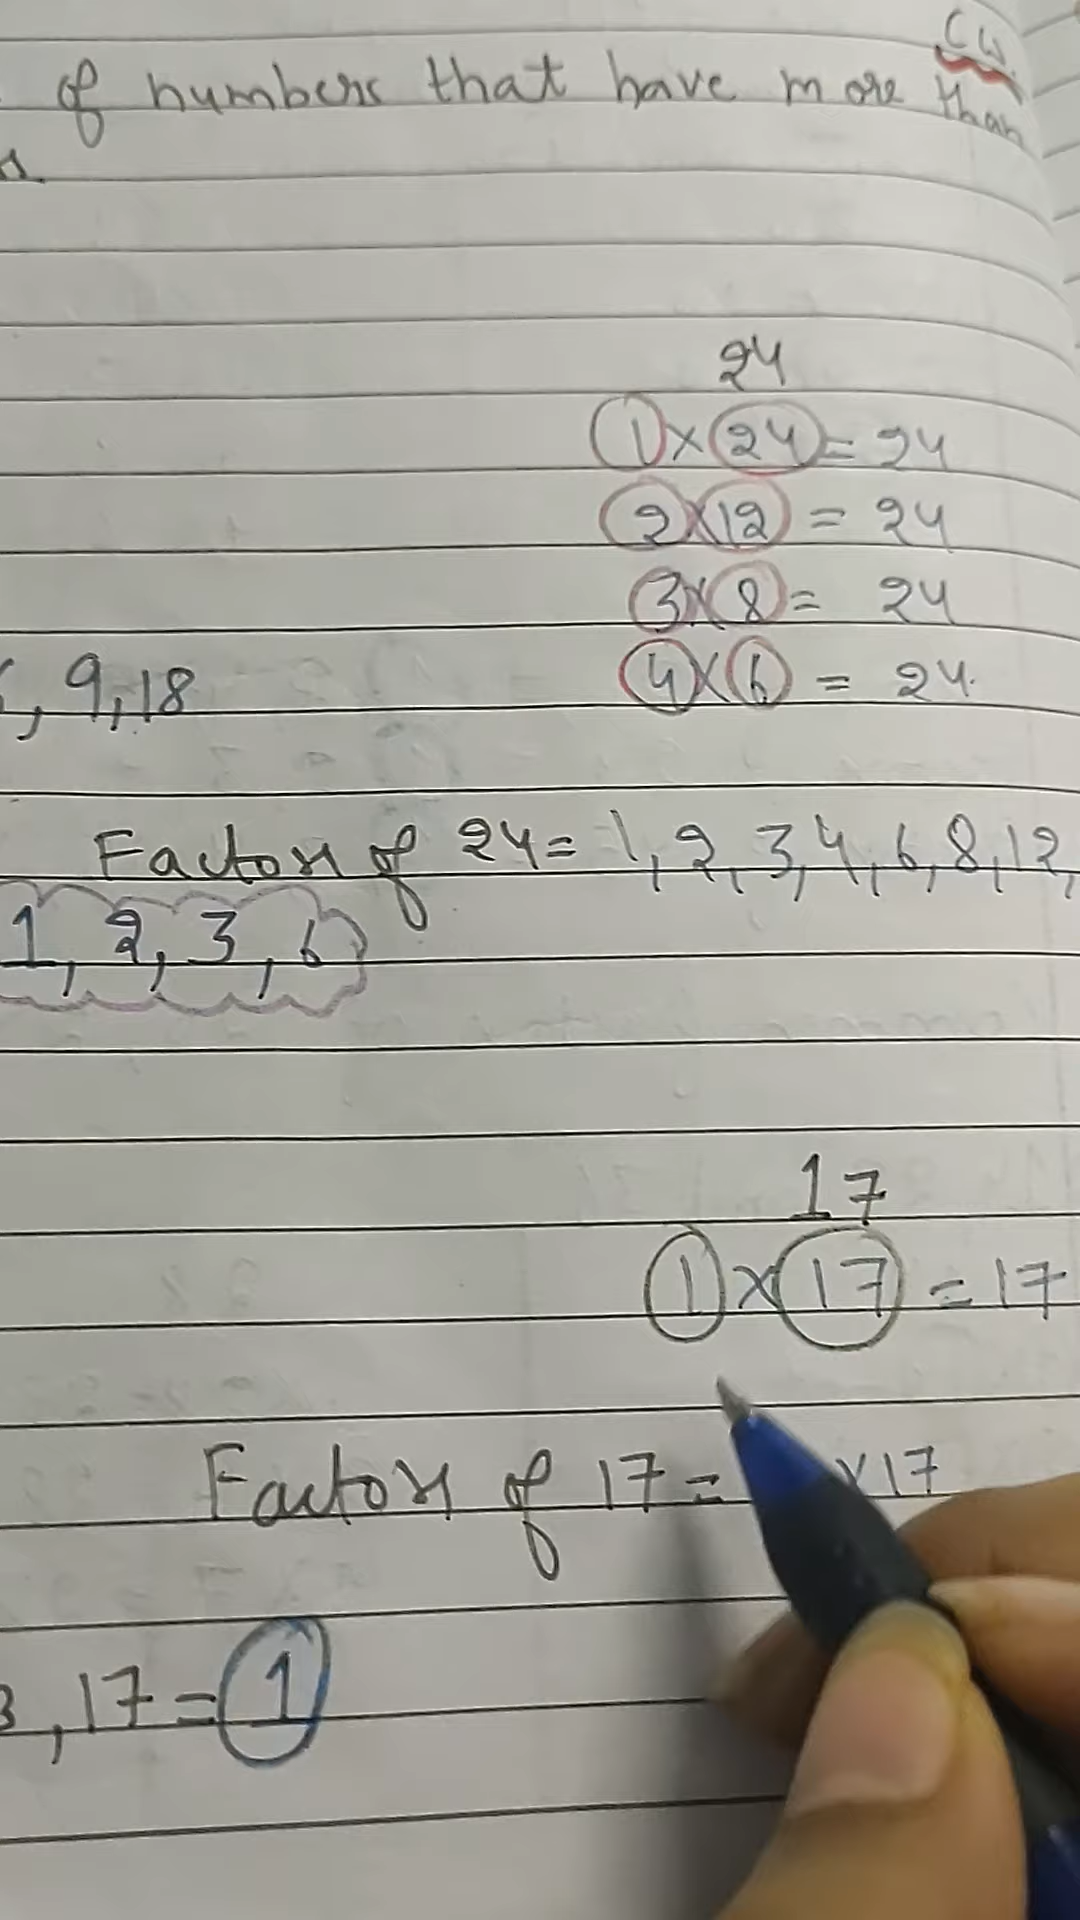 CW
of numbers that have more than
24
1 × 24 = 24
2 × 12 = 24
3 × 8 = 24
4 × 6 = 24.
, 9, 18
Factor of 24 = 1, 2, 3, 4, 6, 8, 12,
1, 2, 3, 6
17
1 × 17 = 17
Factor of 17 = × 17
, 17 = 1